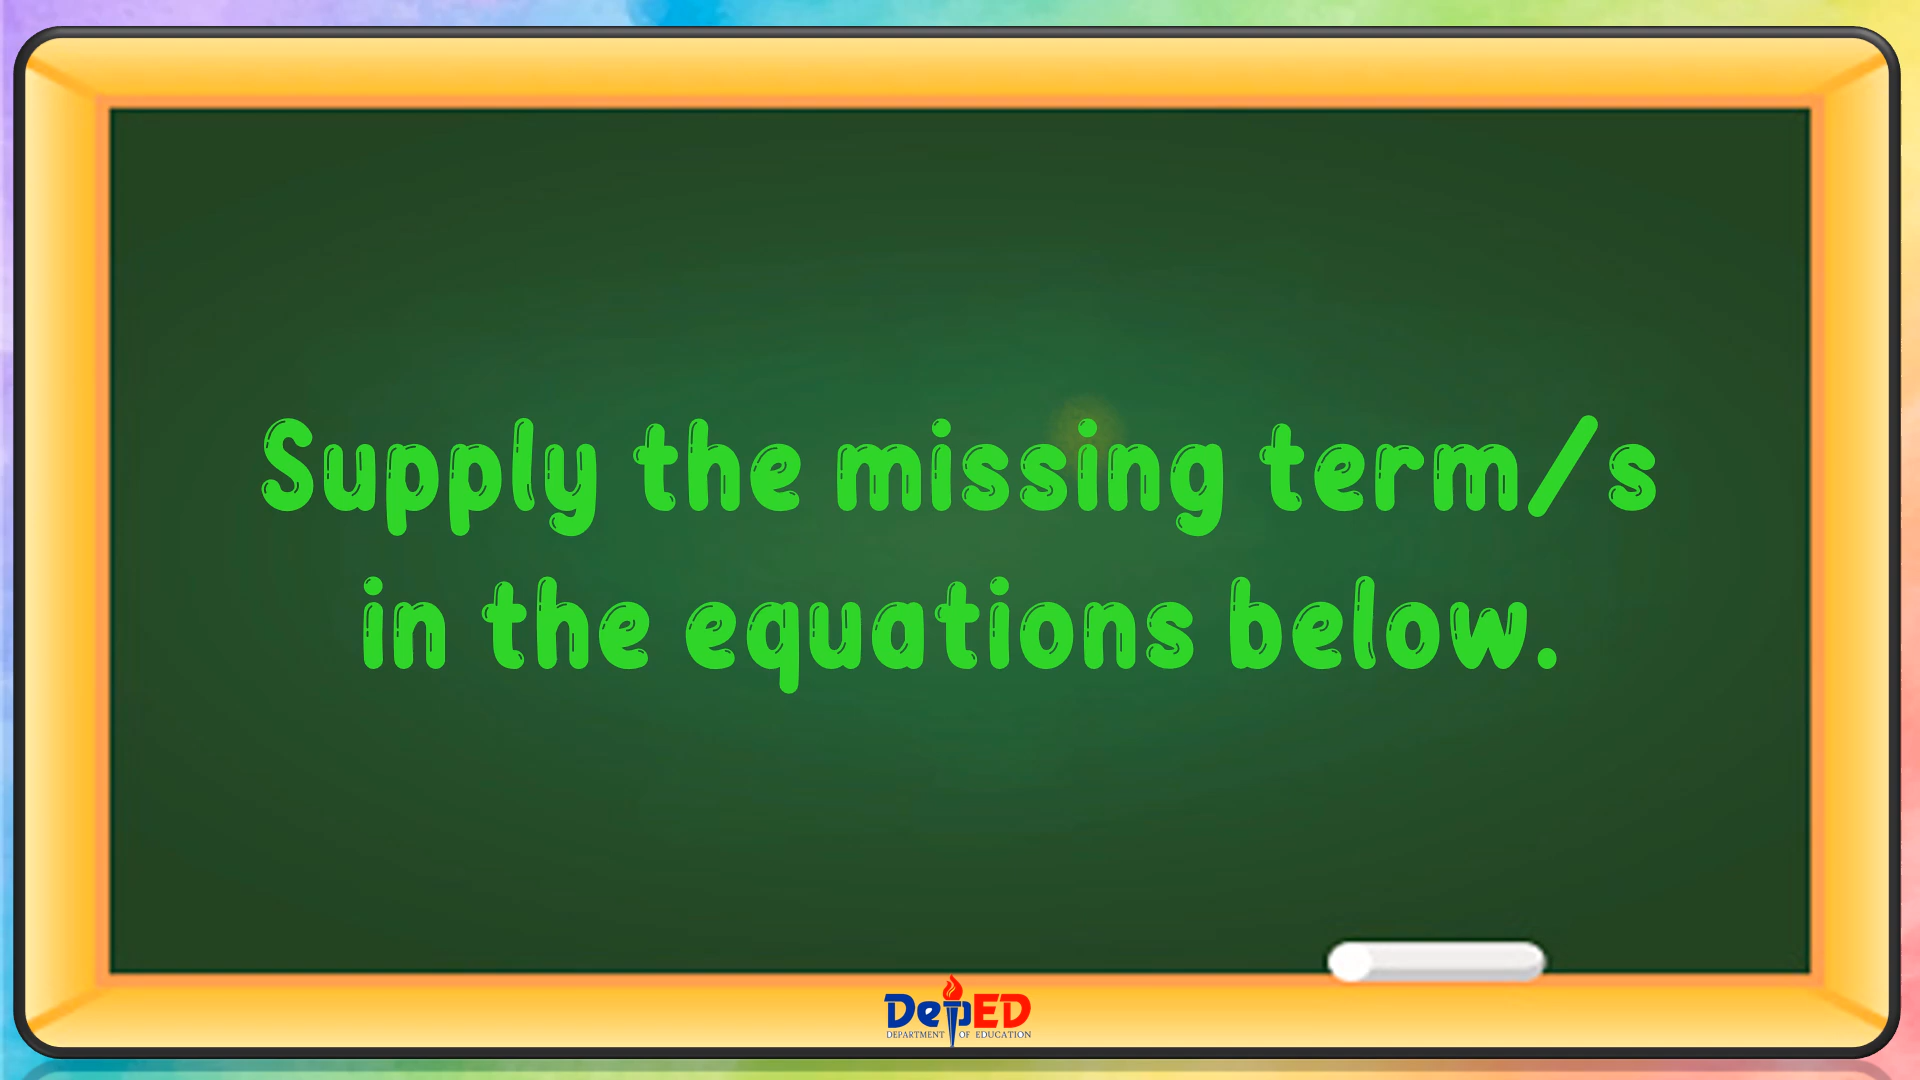 Supply the missing term/s
in the equations below.
DepED
DEPARTMENT OF EDUCATION